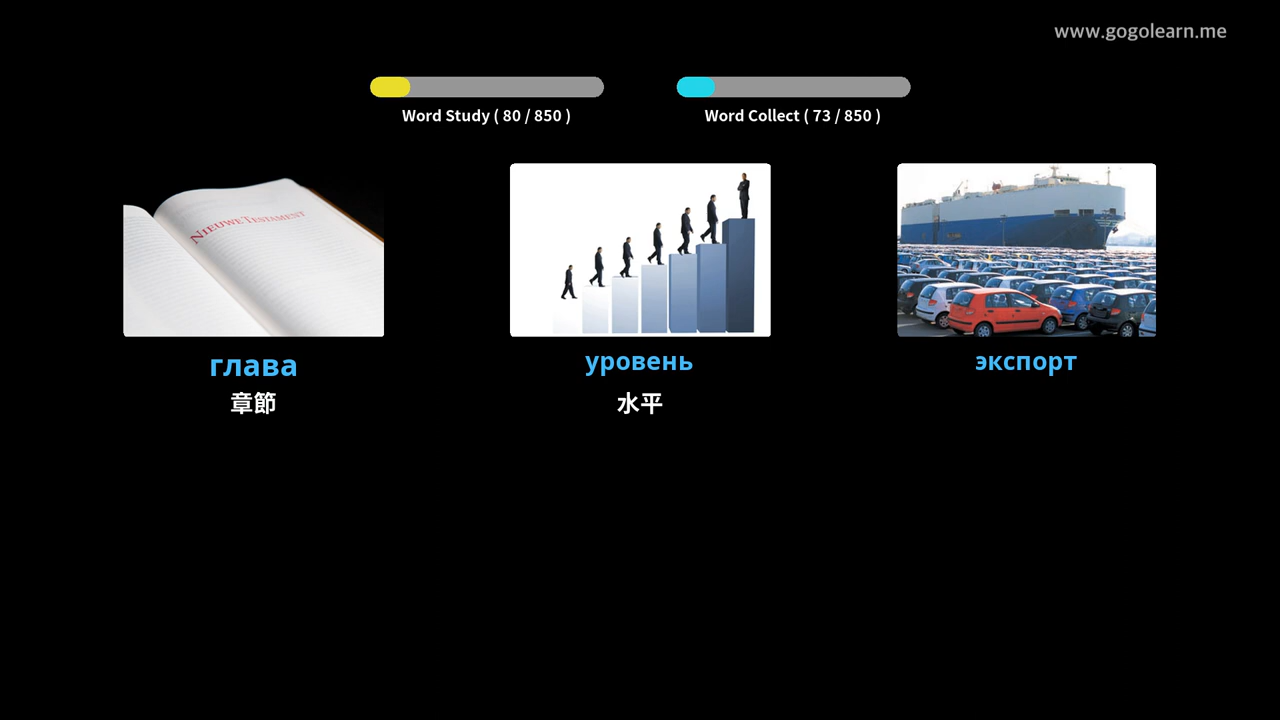 www.gogolearn.me
Word Study ( 80 / 850 )
Word Collect ( 73 / 850 )
NIEUWE TESTAMENT
глава
уровень
экспорт
章節
水平